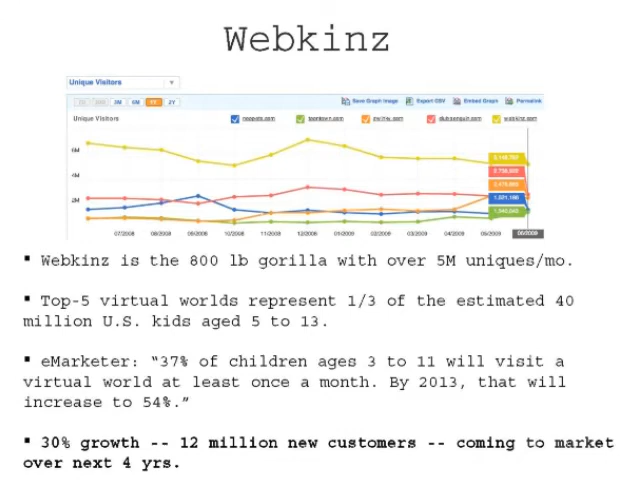 Webkinz
Unique Visitors
3M 6M 1Y 2Y
Save Graph Image Export CSV Embed Graph Permalink
Unique Visitors neopets.com toontown.com clubpenguin.com webkinz.com
6M
4M
2M
07/2008 08/2008 09/2008 10/2008 11/2008 12/2008 01/2009 02/2009 03/2009 04/2009 05/2009 06/2009
▪ Webkinz is the 800 lb gorilla with over 5M uniques/mo.
▪ Top-5 virtual worlds represent 1/3 of the estimated 40
million U.S. kids aged 5 to 13.
▪ eMarketer: “37% of children ages 3 to 11 will visit a
virtual world at least once a month. By 2013, that will
increase to 54%.”
▪ 30% growth -- 12 million new customers -- coming to market
over next 4 yrs.